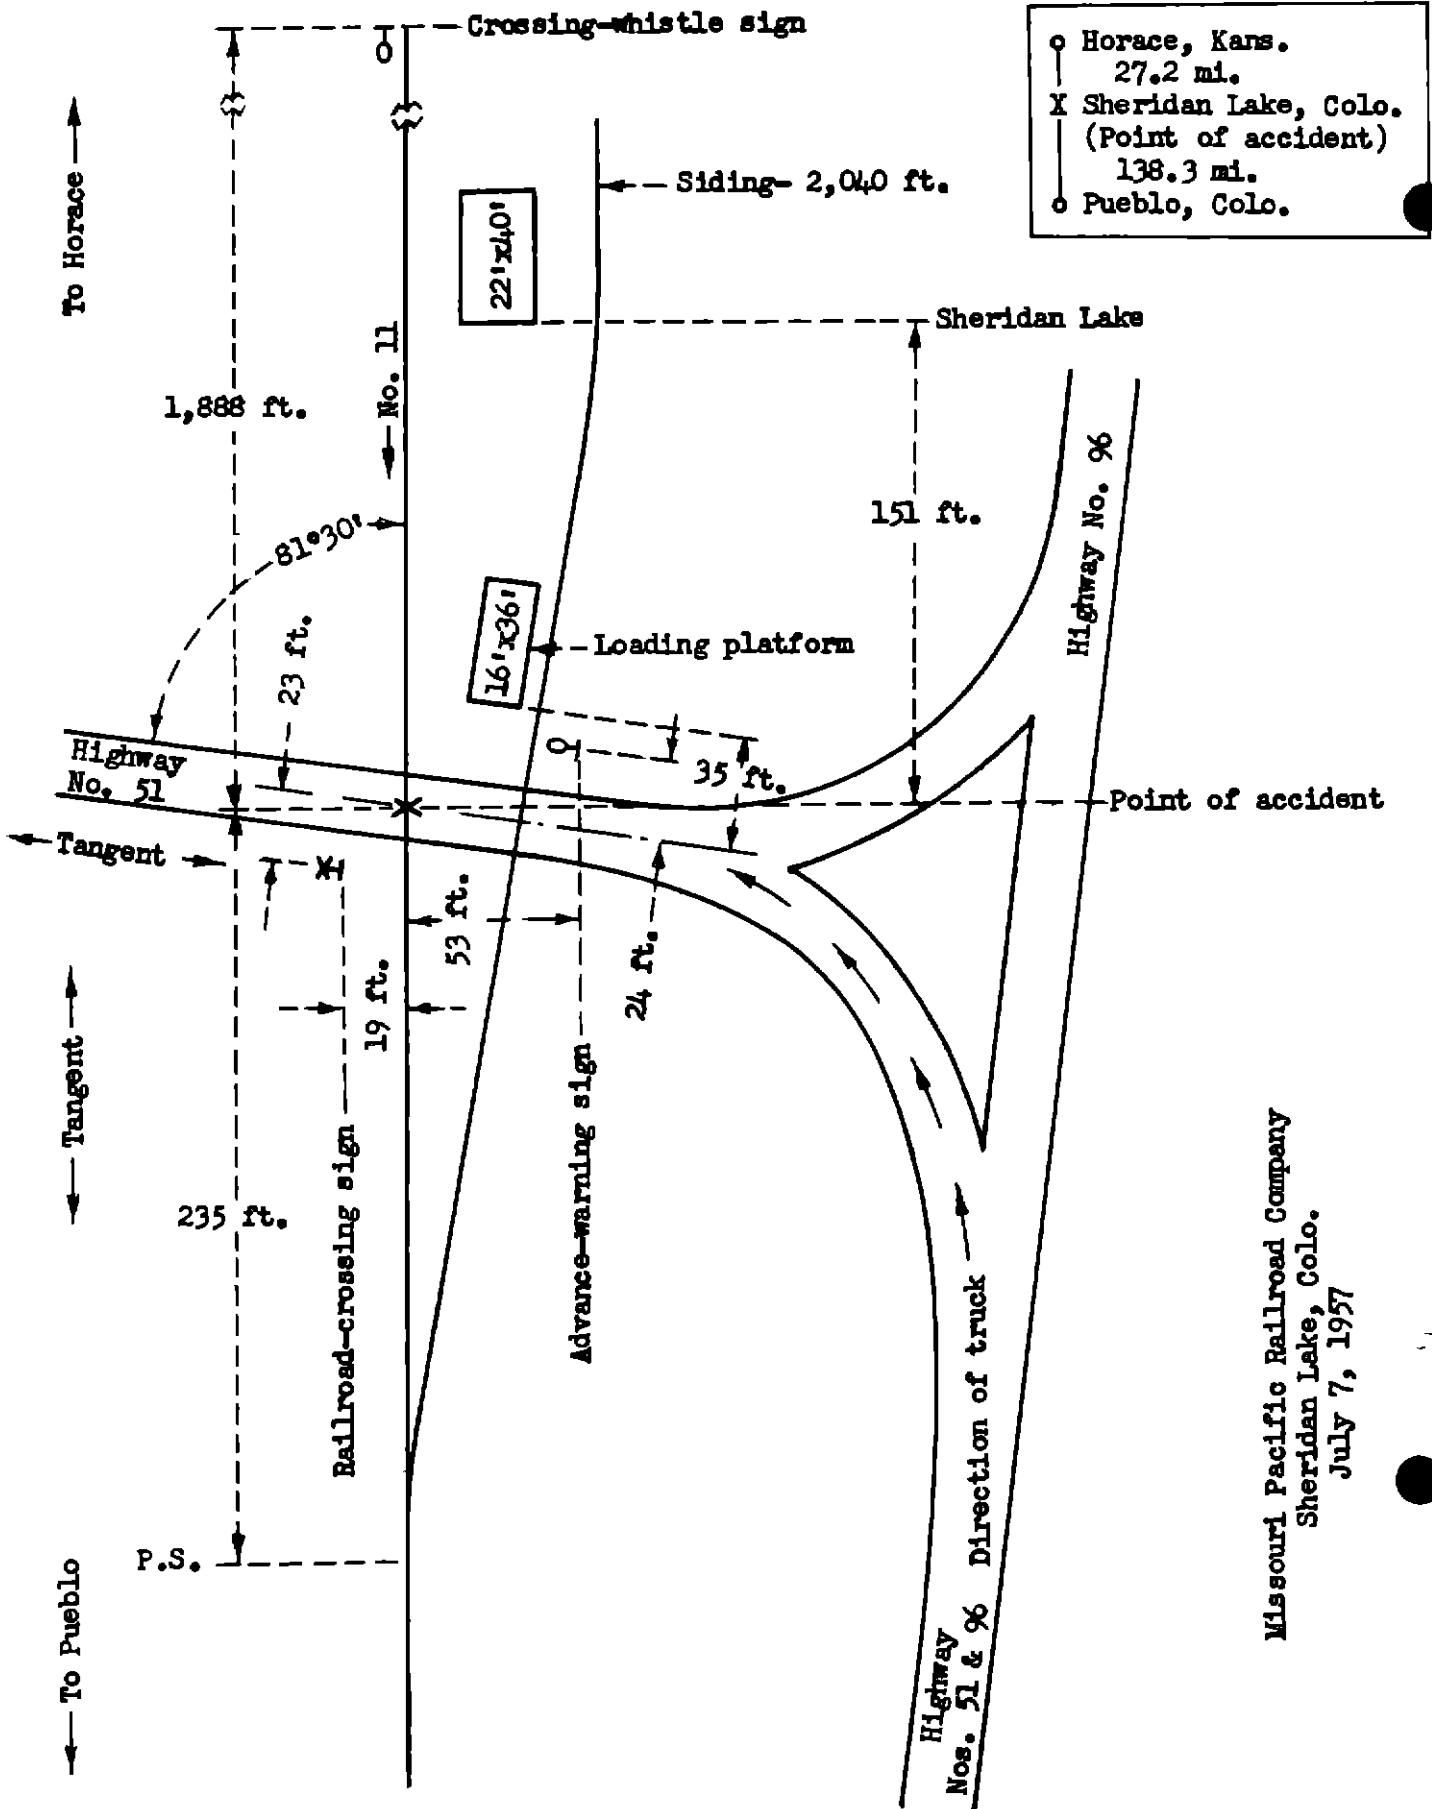 Crossing-whistle sign
Horace, Kans.
27.2 mi.
X Sheridan Lake, Colo.
(Point of accident)
138.3 mi.
Pueblo, Colo.
To Horace
Siding- 2,040 ft.
22'x40'
Sheridan Lake
No. 11
1,888 ft.
151 ft.
Highway No. 96
81°30'
23 ft.
16'x36'
Loading platform
Highway
No. 51
35 ft.
Point of accident
Tangent
53 ft.
24 ft.
19 ft.
Tangent
235 ft.
Railroad-crossing sign
Advance-warning sign
Direction of truck
P.S.
To Pueblo
Highway
Nos. 51 & 96
Missouri Pacific Railroad Company
Sheridan Lake, Colo.
July 7, 1957